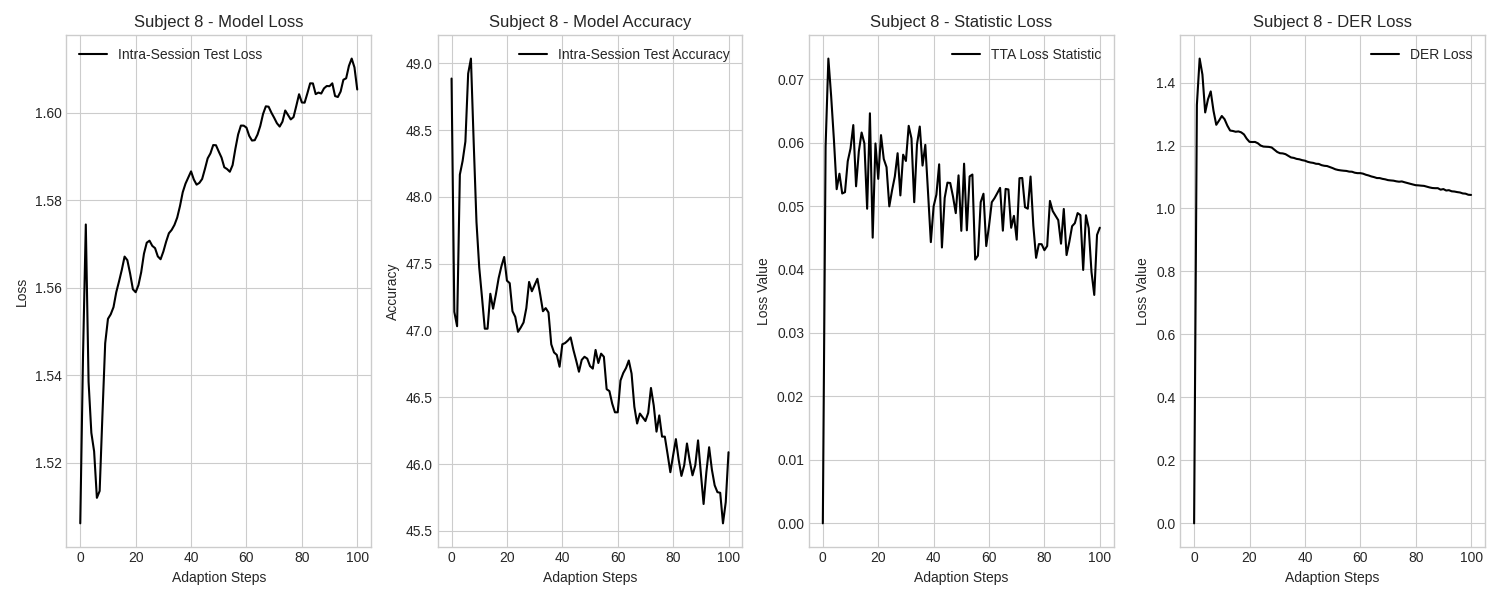 Subject 8 - Model Loss
Intra-Session Test Loss
Loss
1.60
1.58
1.56
1.54
1.52
0 20 40 60 80 100
Adaption Steps
Subject 8 - Model Accuracy
Intra-Session Test Accuracy
Accuracy
49.0
48.5
48.0
47.5
47.0
46.5
46.0
45.5
0 20 40 60 80 100
Adaption Steps
Subject 8 - Statistic Loss
TTA Loss Statistic
Loss Value
0.07
0.06
0.05
0.04
0.03
0.02
0.01
0.00
0 20 40 60 80 100
Adaption Steps
Subject 8 - DER Loss
DER Loss
Loss Value
1.4
1.2
1.0
0.8
0.6
0.4
0.2
0.0
0 20 40 60 80 100
Adaption Steps